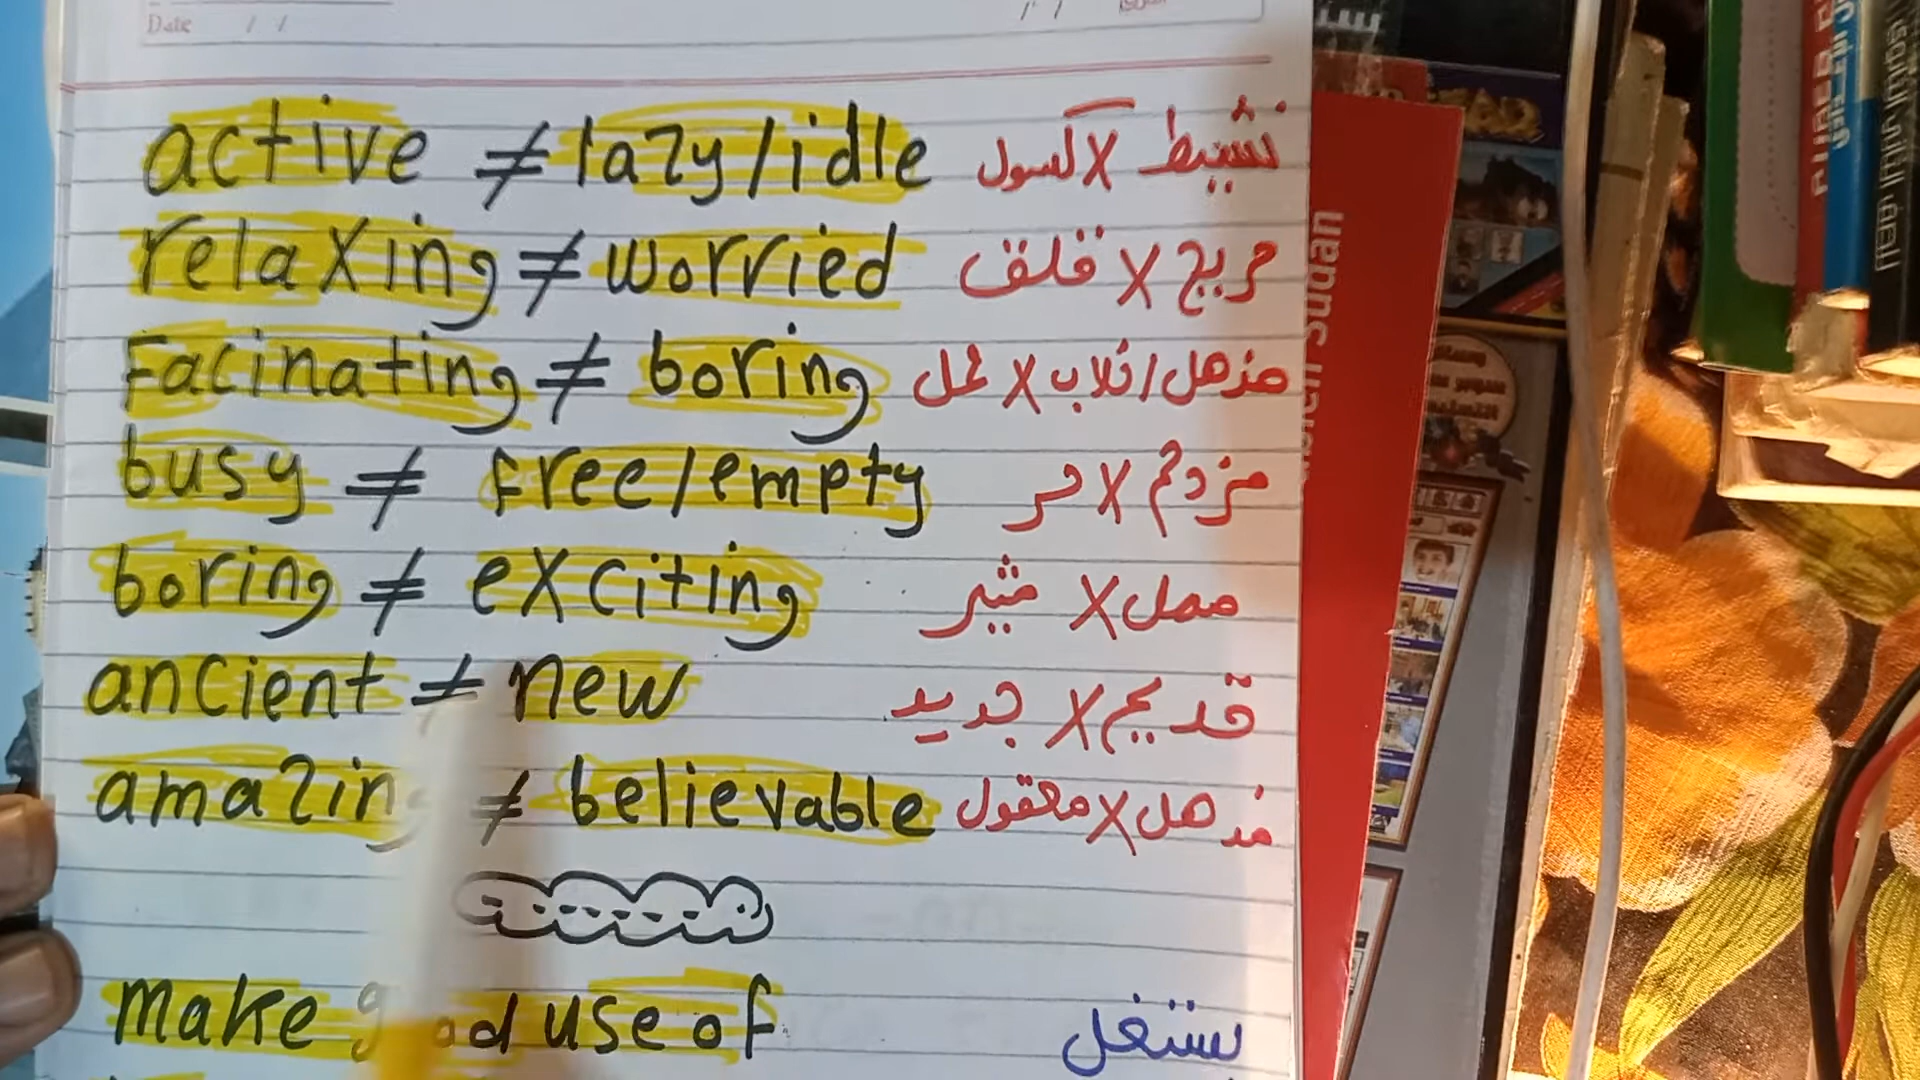 Date / /
active ≠ lazy/idle نشيط X كسول
relaxing ≠ worried مريح X قلق
Facinating ≠ boring مذهل/خلاب X ممل
busy ≠ free/empty مزدحم X حر
boring ≠ exciting ممل X مثير
ancient ≠ new قديم X جديد
amazing ≠ believable مذهل X معقول
make good use of يستغل
Sudan